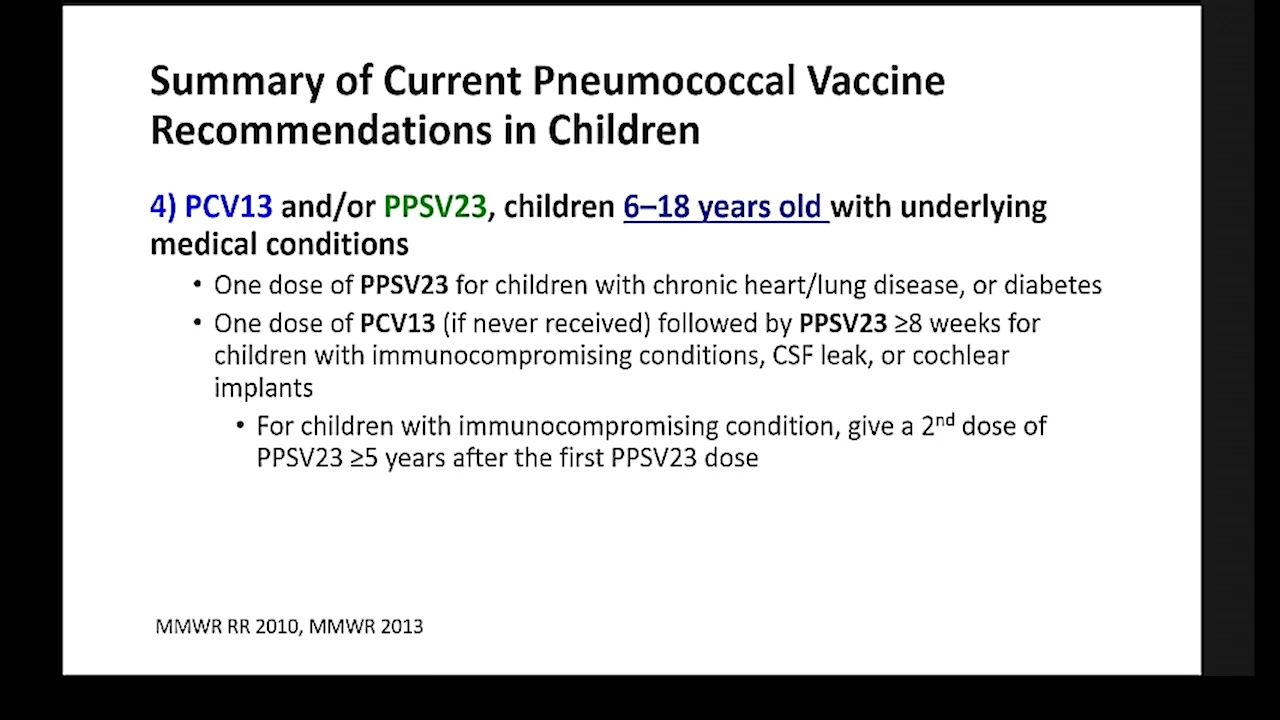 Summary of Current Pneumococcal Vaccine
Recommendations in Children
4) PCV13 and/or PPSV23, children 6–18 years old with underlying
medical conditions
• One dose of PPSV23 for children with chronic heart/lung disease, or diabetes
• One dose of PCV13 (if never received) followed by PPSV23 ≥8 weeks for
children with immunocompromising conditions, CSF leak, or cochlear
implants
• For children with immunocompromising condition, give a 2nd dose of
PPSV23 ≥5 years after the first PPSV23 dose
MMWR RR 2010, MMWR 2013